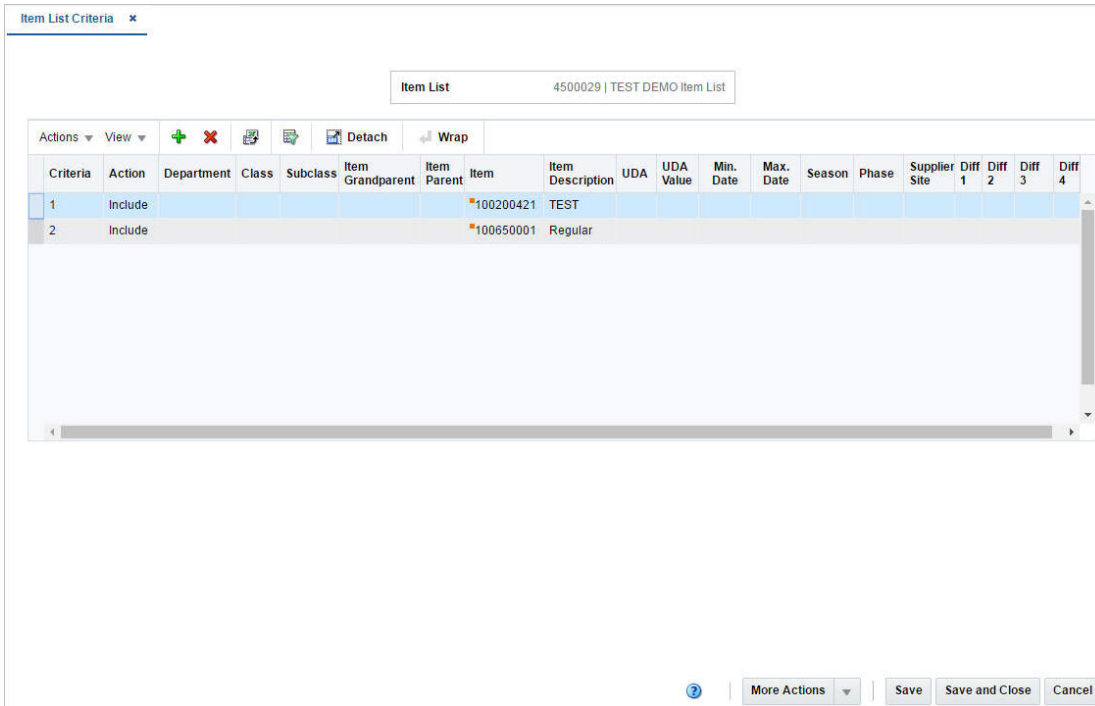 Item List Criteria ×
Item List 4500029 | TEST DEMO Item List
Actions View Detach Wrap
Criteria Action Department Class Subclass Item Grandparent Item Parent Item Item Description UDA UDA Value Min. Date Max. Date Season Phase Supplier Site Diff 1 Diff 2 Diff 3 Diff 4
1 Include 100200421 TEST
2 Include 100650001 Regular
? More Actions Save Save and Close Cancel